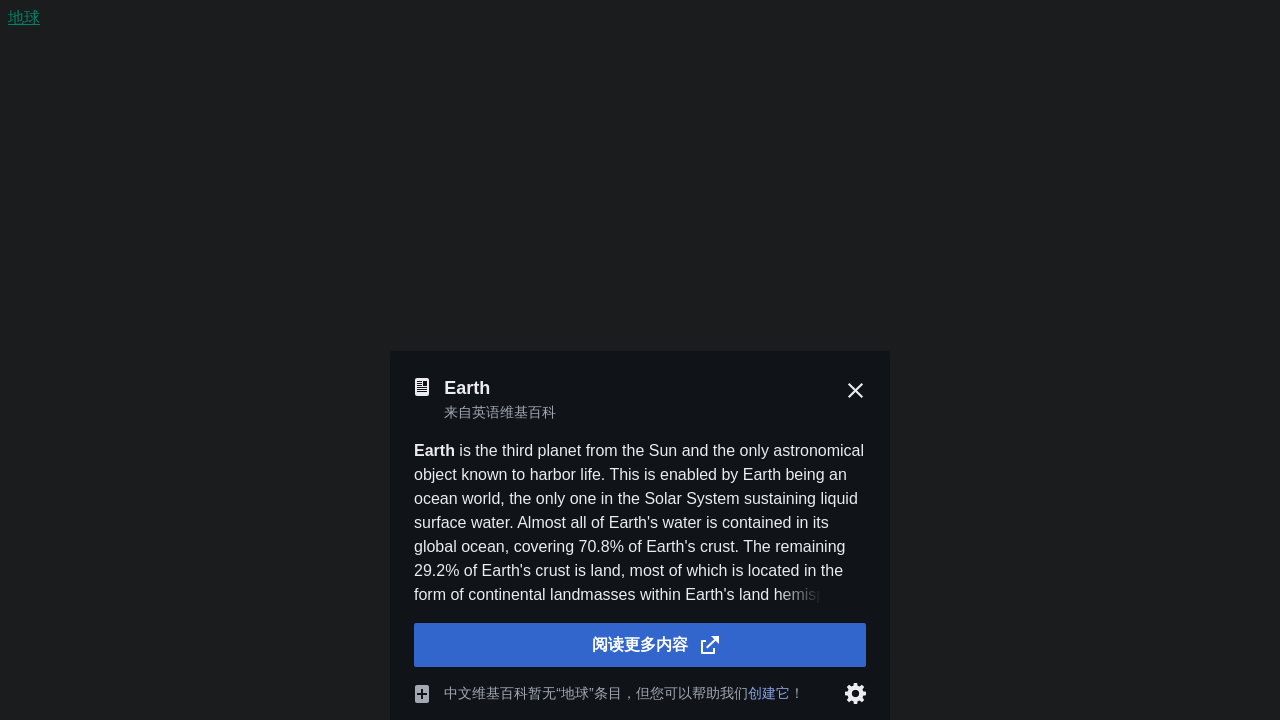 地球
Earth
来自英语维基百科
Earth is the third planet from the Sun and the only astronomical
object known to harbor life. This is enabled by Earth being an
ocean world, the only one in the Solar System sustaining liquid
surface water. Almost all of Earth's water is contained in its
global ocean, covering 70.8% of Earth's crust. The remaining
29.2% of Earth's crust is land, most of which is located in the
form of continental landmasses within Earth's land hemisp
阅读更多内容
中文维基百科暂无“地球”条目，但您可以帮助我们创建它！